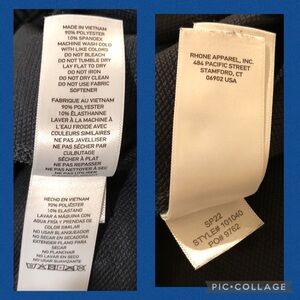 MADE IN VIETNAM
90% POLYESTER
10% SPANDEX
MACHINE WASH COLD
WITH LIKE COLORS
DO NOT BLEACH
DO NOT TUMBLE DRY
LAY FLAT TO DRY
DO NOT IRON
DO NOT DRY CLEAN
DO NOT USE FABRIC
SOFTENER
FABRIQUE AU VIETNAM
90% POLYESTER
10% ÉLASTHANNE
LAVER À LA MACHINE À
L'EAU FROIDE AVEC
COULEURS SIMILAIRES
NE PAS JAVELLISER
NE PAS SÉCHER PAR
CULBUTAGE
SÉCHER À PLAT
NE PAS REPASSER
NE PAS NETTOYER À SEC
HECHO EN VIETNAM
90% POLIÉSTER
10% ELASTANO
LAVAR A MÁQUINA CON
AGUA FRÍA Y PRENDAS DE
COLOR SIMILAR
NO USAR BLANQUEADOR
NO SECAR EN SECADORA
EXTENDER PLANO PARA
SECAR
NO PLANCHAR
NO LAVAR EN SECO
NO USAR SUAVIZANTE
RHONE APPAREL, INC.
484 PACIFIC STREET
STAMFORD, CT
06902 USA
SP22
STYLE# 101040
PO# 9762
PIC•COLLAGE